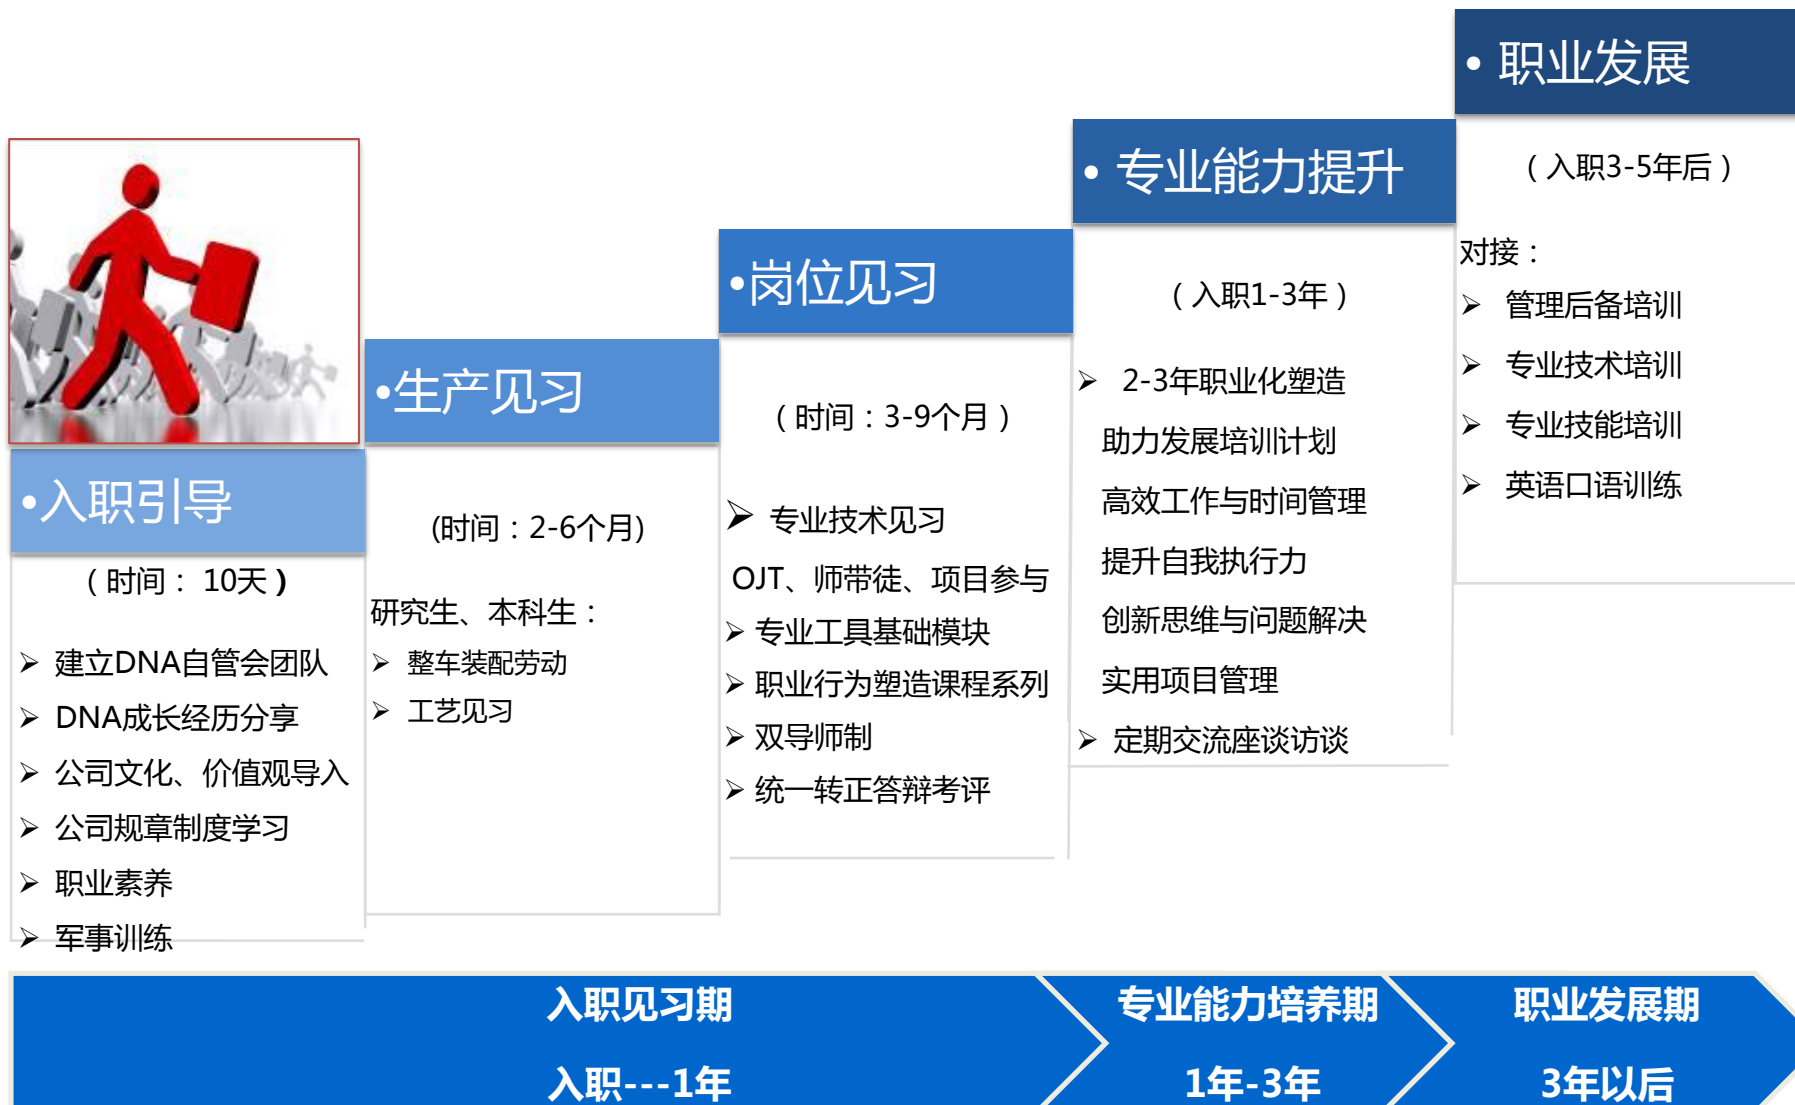 •入职引导
（时间： 10天）
➢ 建立DNA自管会团队
➢ DNA成长经历分享
➢ 公司文化、价值观导入
➢ 公司规章制度学习
➢ 职业素养
➢ 军事训练
•生产见习
(时间：2-6个月)
研究生、本科生：
➢ 整车装配劳动
➢ 工艺见习
•岗位见习
（时间：3-9个月）
➢ 专业技术见习
OJT、师带徒、项目参与
➢ 专业工具基础模块
➢ 职业行为塑造课程系列
➢ 双导师制
➢ 统一转正答辩考评
• 专业能力提升
（入职1-3年）
➢ 2-3年职业化塑造
助力发展培训计划
高效工作与时间管理
提升自我执行力
创新思维与问题解决
实用项目管理
➢ 定期交流座谈访谈
• 职业发展
（入职3-5年后）
对接：
➢ 管理后备培训
➢ 专业技术培训
➢ 专业技能培训
➢ 英语口语训练
入职见习期
入职---1年
专业能力培养期
1年-3年
职业发展期
3年以后